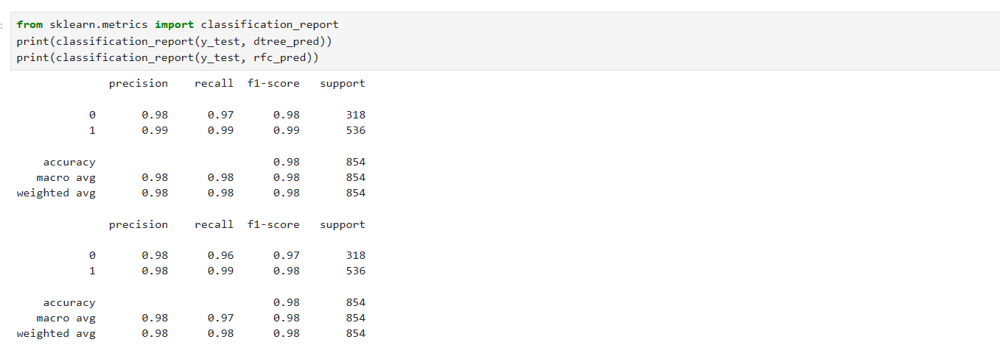 :
from sklearn.metrics import classification_report
print(classification_report(y_test, dtree_pred))
print(classification_report(y_test, rfc_pred))
precision recall f1-score support
0 0.98 0.97 0.98 318
1 0.99 0.99 0.99 536
accuracy 0.98 854
macro avg 0.98 0.98 0.98 854
weighted avg 0.98 0.98 0.98 854
precision recall f1-score support
0 0.98 0.96 0.97 318
1 0.98 0.99 0.98 536
accuracy 0.98 854
macro avg 0.98 0.97 0.98 854
weighted avg 0.98 0.98 0.98 854